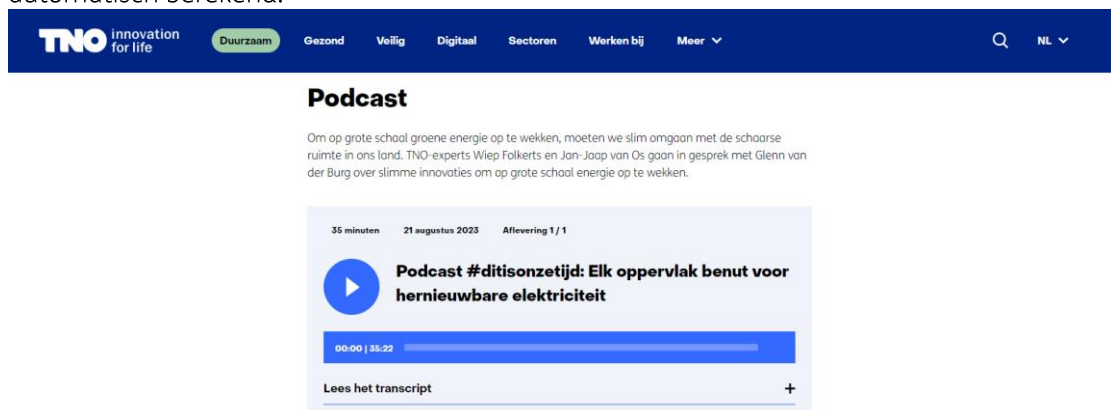 automatisch berekend.
TNO innovation for life
Duurzaam Gezond Veilig Digitaal Sectoren Werken bij Meer NL
Podcast
Om op grote schaal groene energie op te wekken, moeten we slim omgaan met de schaarse
ruimte in ons land. TNO-experts Wiep Folkerts en Jan-Jaap van Os gaan in gesprek met Glenn van
der Burg over slimme innovaties om op grote schaal energie op te wekken.
35 minuten 21 augustus 2023 Aflevering 1 / 1
Podcast #ditisonzetijd: Elk oppervlak benut voor
hernieuwbare elektriciteit
00:00 | 35:22
Lees het transcript +